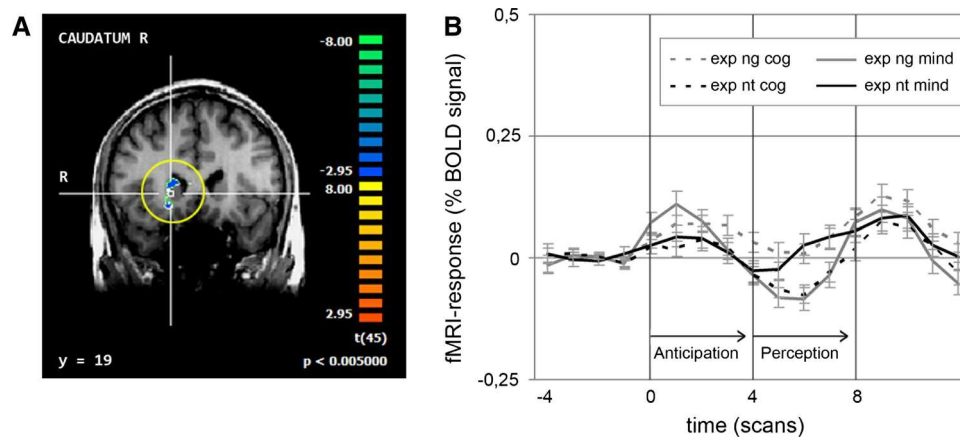 A
CAUDATUM R
R
y = 19
-8.00
-2.95
8.00
2.95
t(45)
p < 0.005000
B
fMRI-response (% BOLD signal)
0,5
0,25
0
-0,25
exp ng cog
exp ng mind
exp nt cog
exp nt mind
Anticipation
Perception
-4
0
4
8
time (scans)